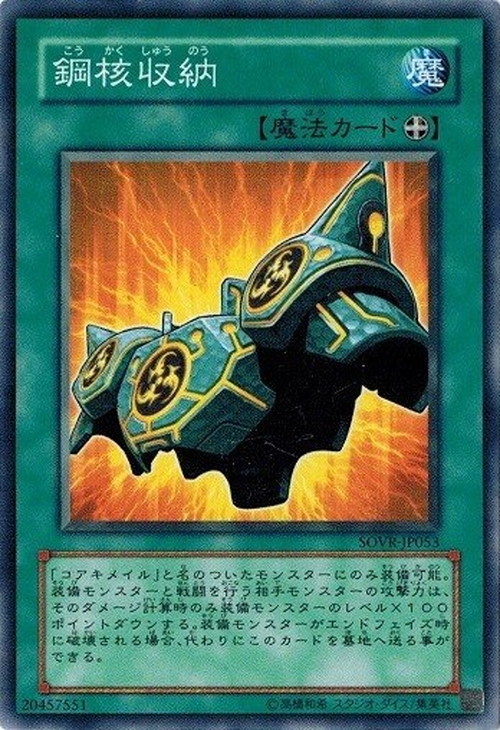 こう かく しゅう のう
鋼核収納
魔
【魔法カード】
SOVR-JP053
「コアキメイル」と名のついたモンスターにのみ装備可能。
装備モンスターと戦闘を行う相手モンスターの攻撃力は、
そのダメージ計算時のみ装備モンスターのレベル×100
ポイントダウンする。装備モンスターがエンドフェイズ時
に破壊される場合、代わりにこのカードを墓地へ送る事が
できる。
20457551
©高橋和希 スタジオ・ダイス/集英社